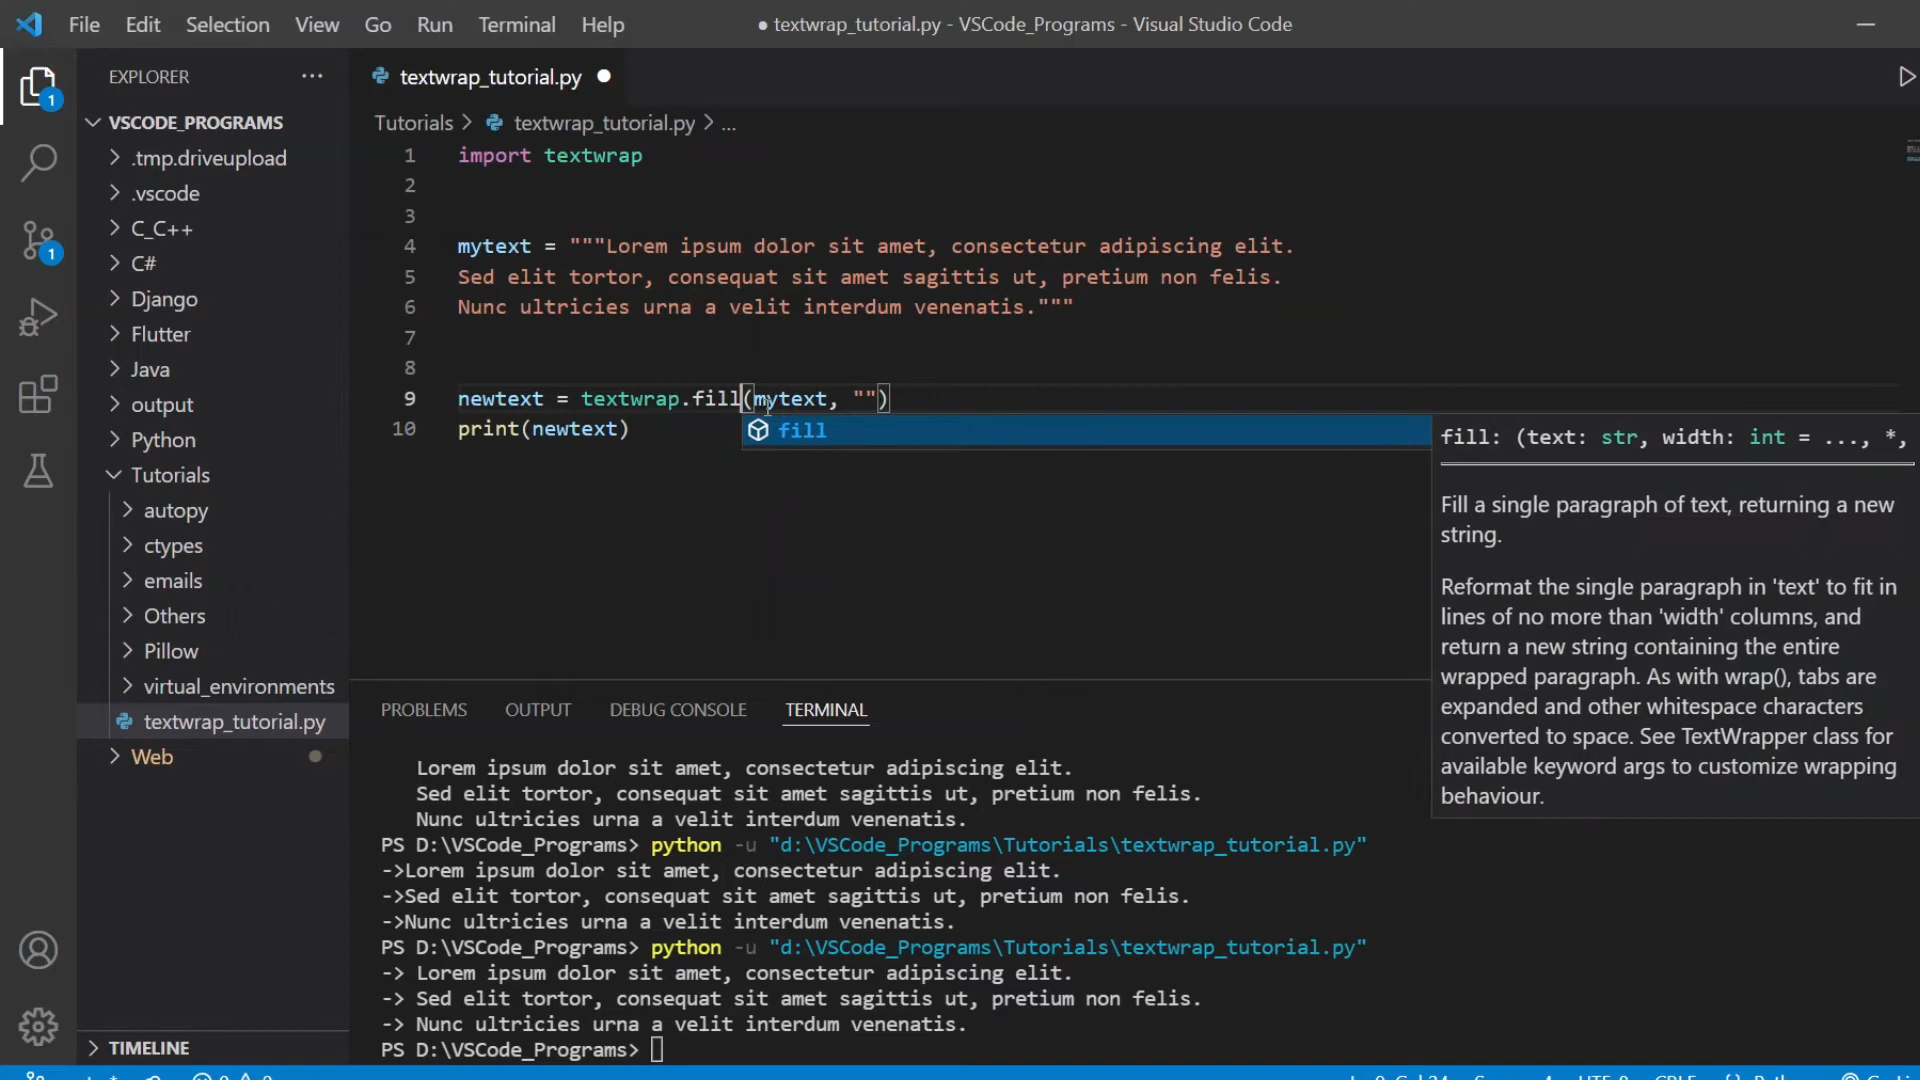 File Edit Selection View Go Run Terminal Help
● textwrap_tutorial.py - VSCode_Programs - Visual Studio Code
EXPLORER ···
textwrap_tutorial.py
VSCODE_PROGRAMS
Tutorials > textwrap_tutorial.py > ...
.tmp.driveupload
.vscode
C_C++
C#
Django
Flutter
Java
output
Python
Tutorials
autopy
ctypes
emails
Others
Pillow
virtual_environments
textwrap_tutorial.py
Web
TIMELINE
1
1
1 import textwrap
2
3
4 mytext = """Lorem ipsum dolor sit amet, consectetur adipiscing elit.
5 Sed elit tortor, consequat sit amet sagittis ut, pretium non felis.
6 Nunc ultricies urna a velit interdum venenatis."""
7
8
9 newtext = textwrap.fill(mytext, "")
10 print(newtext)
fill
fill: (text: str, width: int = ..., *,
Fill a single paragraph of text, returning a new
string.
Reformat the single paragraph in 'text' to fit in
lines of no more than 'width' columns, and
return a new string containing the entire
wrapped paragraph. As with wrap(), tabs are
expanded and other whitespace characters
converted to space. See TextWrapper class for
available keyword args to customize wrapping
behaviour.
PROBLEMS OUTPUT DEBUG CONSOLE TERMINAL
Lorem ipsum dolor sit amet, consectetur adipiscing elit.
Sed elit tortor, consequat sit amet sagittis ut, pretium non felis.
Nunc ultricies urna a velit interdum venenatis.
PS D:\VSCode_Programs> python -u "d:\VSCode_Programs\Tutorials\textwrap_tutorial.py"
->Lorem ipsum dolor sit amet, consectetur adipiscing elit.
->Sed elit tortor, consequat sit amet sagittis ut, pretium non felis.
->Nunc ultricies urna a velit interdum venenatis.
PS D:\VSCode_Programs> python -u "d:\VSCode_Programs\Tutorials\textwrap_tutorial.py"
-> Lorem ipsum dolor sit amet, consectetur adipiscing elit.
-> Sed elit tortor, consequat sit amet sagittis ut, pretium non felis.
-> Nunc ultricies urna a velit interdum venenatis.
PS D:\VSCode_Programs>